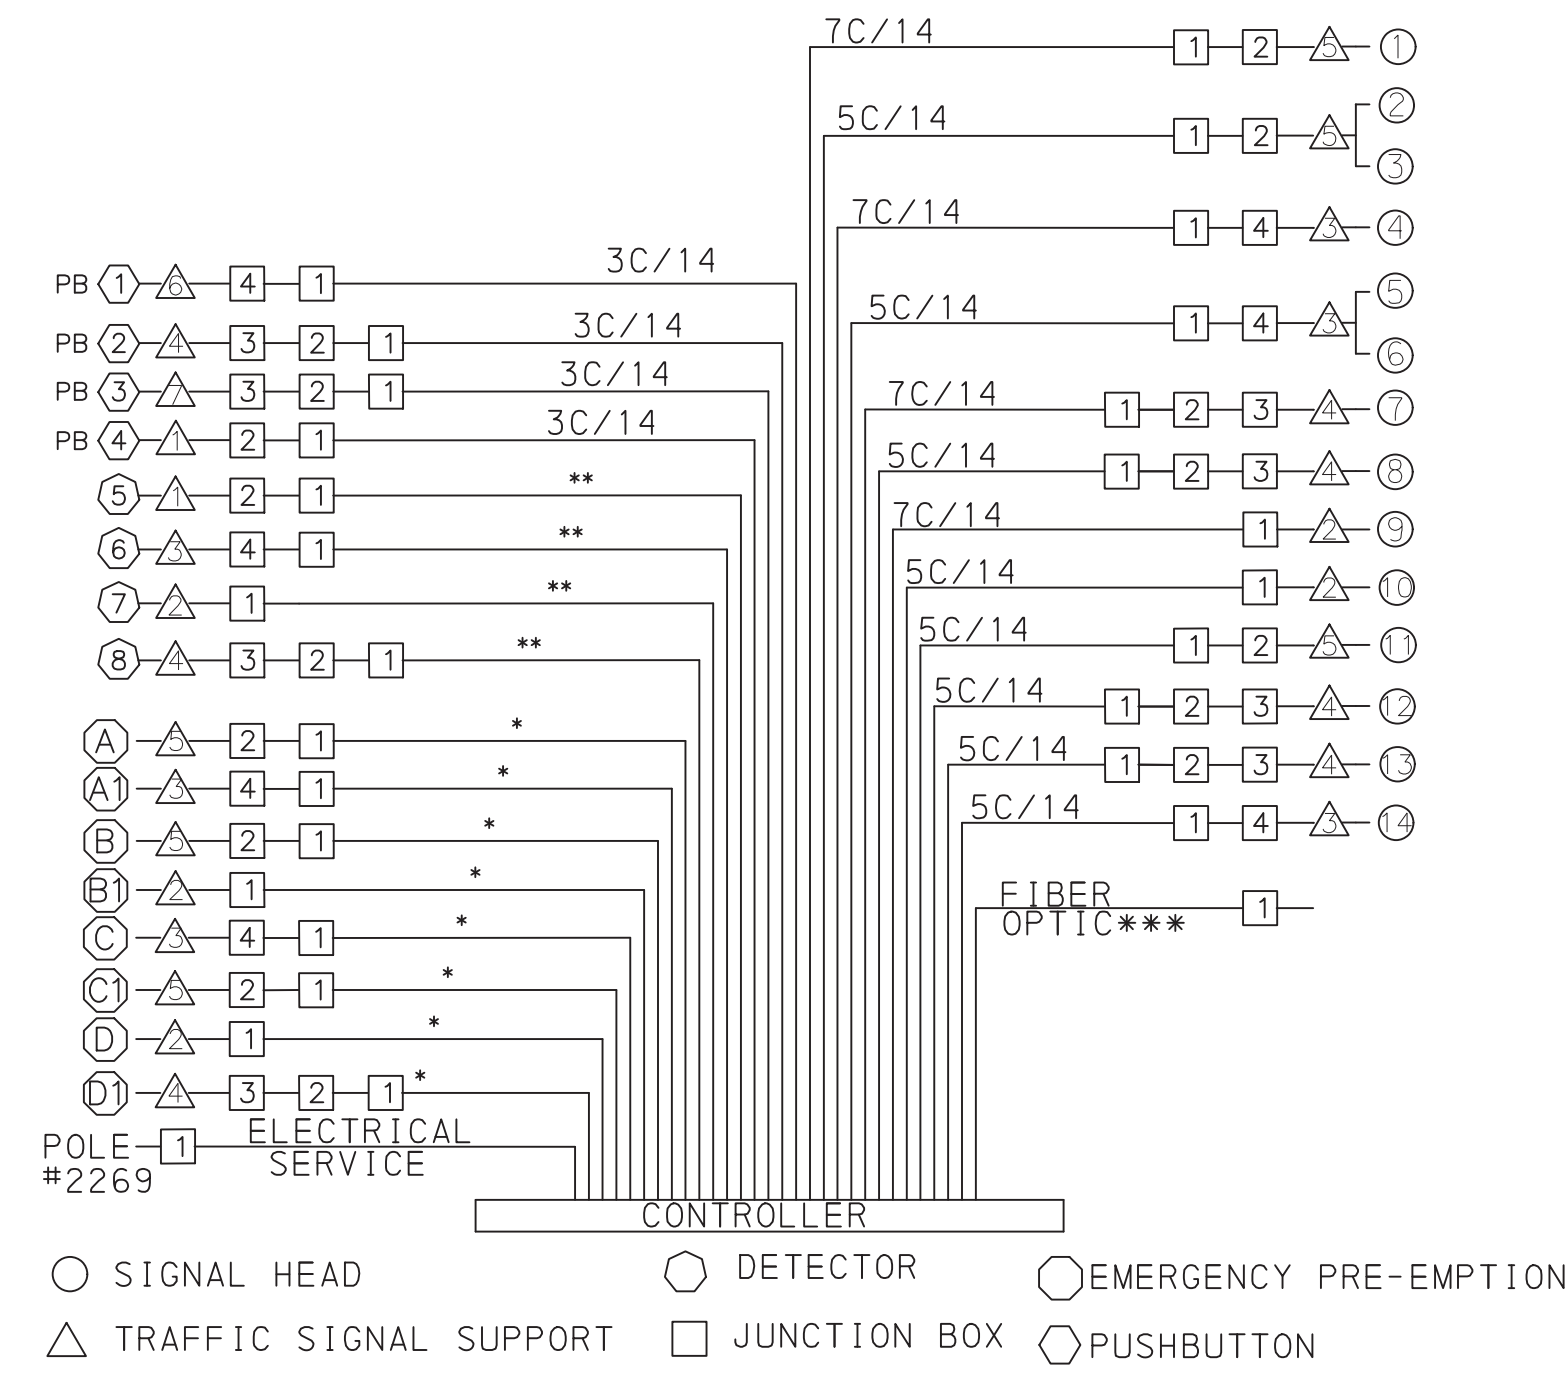 7C/14 1 2 5 1
5C/14 1 2 5 2 3
7C/14 1 4 3 4
PB 1 6 4 1 3C/14
5C/14 1 4 3 5 6
PB 2 4 3 2 1 3C/14
PB 3 7 3 2 1 3C/14
7C/14 1 2 3 4 7
PB 4 1 2 1 3C/14
5C/14 1 2 3 4 8
5 1 2 1 **
7C/14 1 2 9
6 3 4 1 **
5C/14 1 2 10
7 2 1 **
5C/14 1 2 5 11
8 4 3 2 1 **
5C/14 1 2 3 4 12
A 5 2 1 *
5C/14 1 2 3 4 13
A1 3 4 1 *
5C/14 1 4 3 14
B 5 2 1 *
B1 2 1 *
FIBER 1
OPTIC***
C 3 4 1 *
C1 5 2 1 *
D 2 1 *
D1 4 3 2 1 *
POLE 1 ELECTRICAL
#2269 SERVICE
CONTROLLER
SIGNAL HEAD DETECTOR EMERGENCY PRE-EMPTION
TRAFFIC SIGNAL SUPPORT JUNCTION BOX PUSHBUTTON